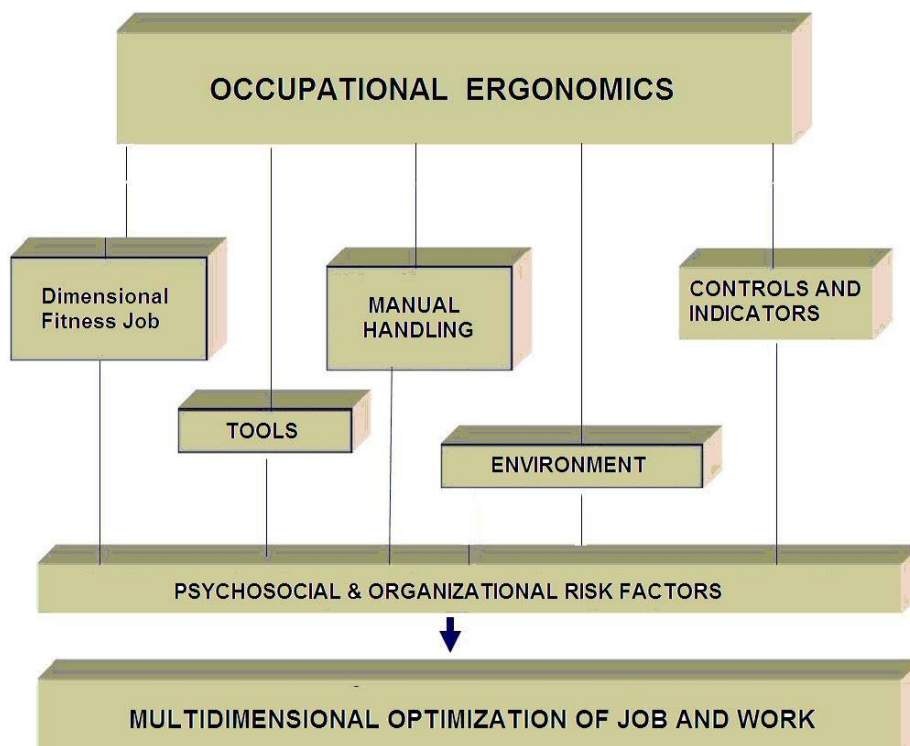 OCCUPATIONAL ERGONOMICS
Dimensional
Fitness Job
MANUAL
HANDLING
CONTROLS AND
INDICATORS
TOOLS
ENVIRONMENT
PSYCHOSOCIAL & ORGANIZATIONAL RISK FACTORS
MULTIDIMENSIONAL OPTIMIZATION OF JOB AND WORK